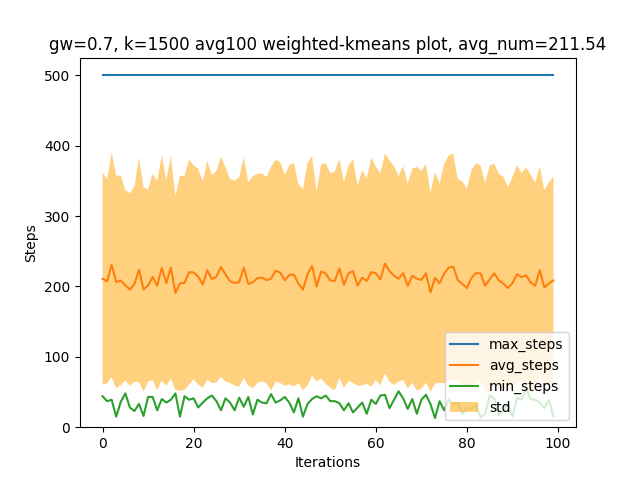 gw=0.7, k=1500 avg100 weighted-kmeans plot, avg_num=211.54
500
400
300
200
100
0
Steps
max_steps
avg_steps
min_steps
std
0
20
40
60
80
100
Iterations